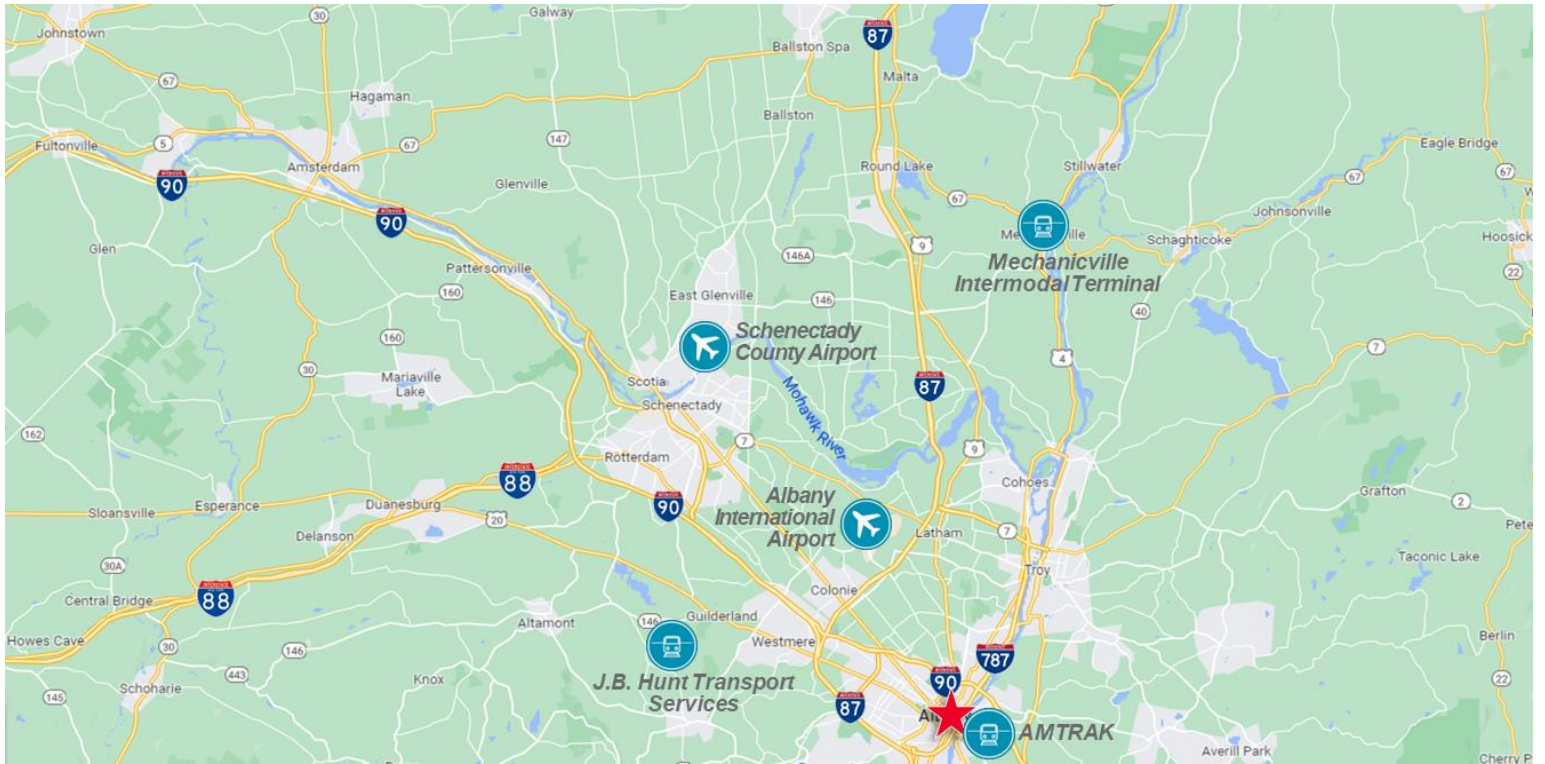 Johnstown
30
Galway
Ballston Spa
87
Malta
67
Hagaman
Ballston
147
5
Fultonville
67
Amsterdam
Round Lake
Stillwater
Eagle Bridge
67
90
Glenville
67
67
Johnsonville
90
Glen
9
Schaghticoke
Hoosick
Mechanicville
Intermodal Terminal
146A
Pattersonville
22
160
East Glenville
146
40
Schenectady
County Airport
160
4
7
30
Mariaville
Lake
Scotia
87
Schenectady
Mohawk River
162
7
9
Rotterdam
88
Cohoes
Grafton
2
Esperance
Duanesburg
90
Albany
International
Airport
Sloansville
20
Delanson
Latham
7
Taconic Lake
30A
Troy
Central Bridge
88
Colonie
Altamont
146
Guilderland
Howes Cave
30
146
Westmere
787
Berlin
443
Knox
J.B. Hunt Transport
Services
90
22
145
Schoharie
87
AMTRAK
Averill Park